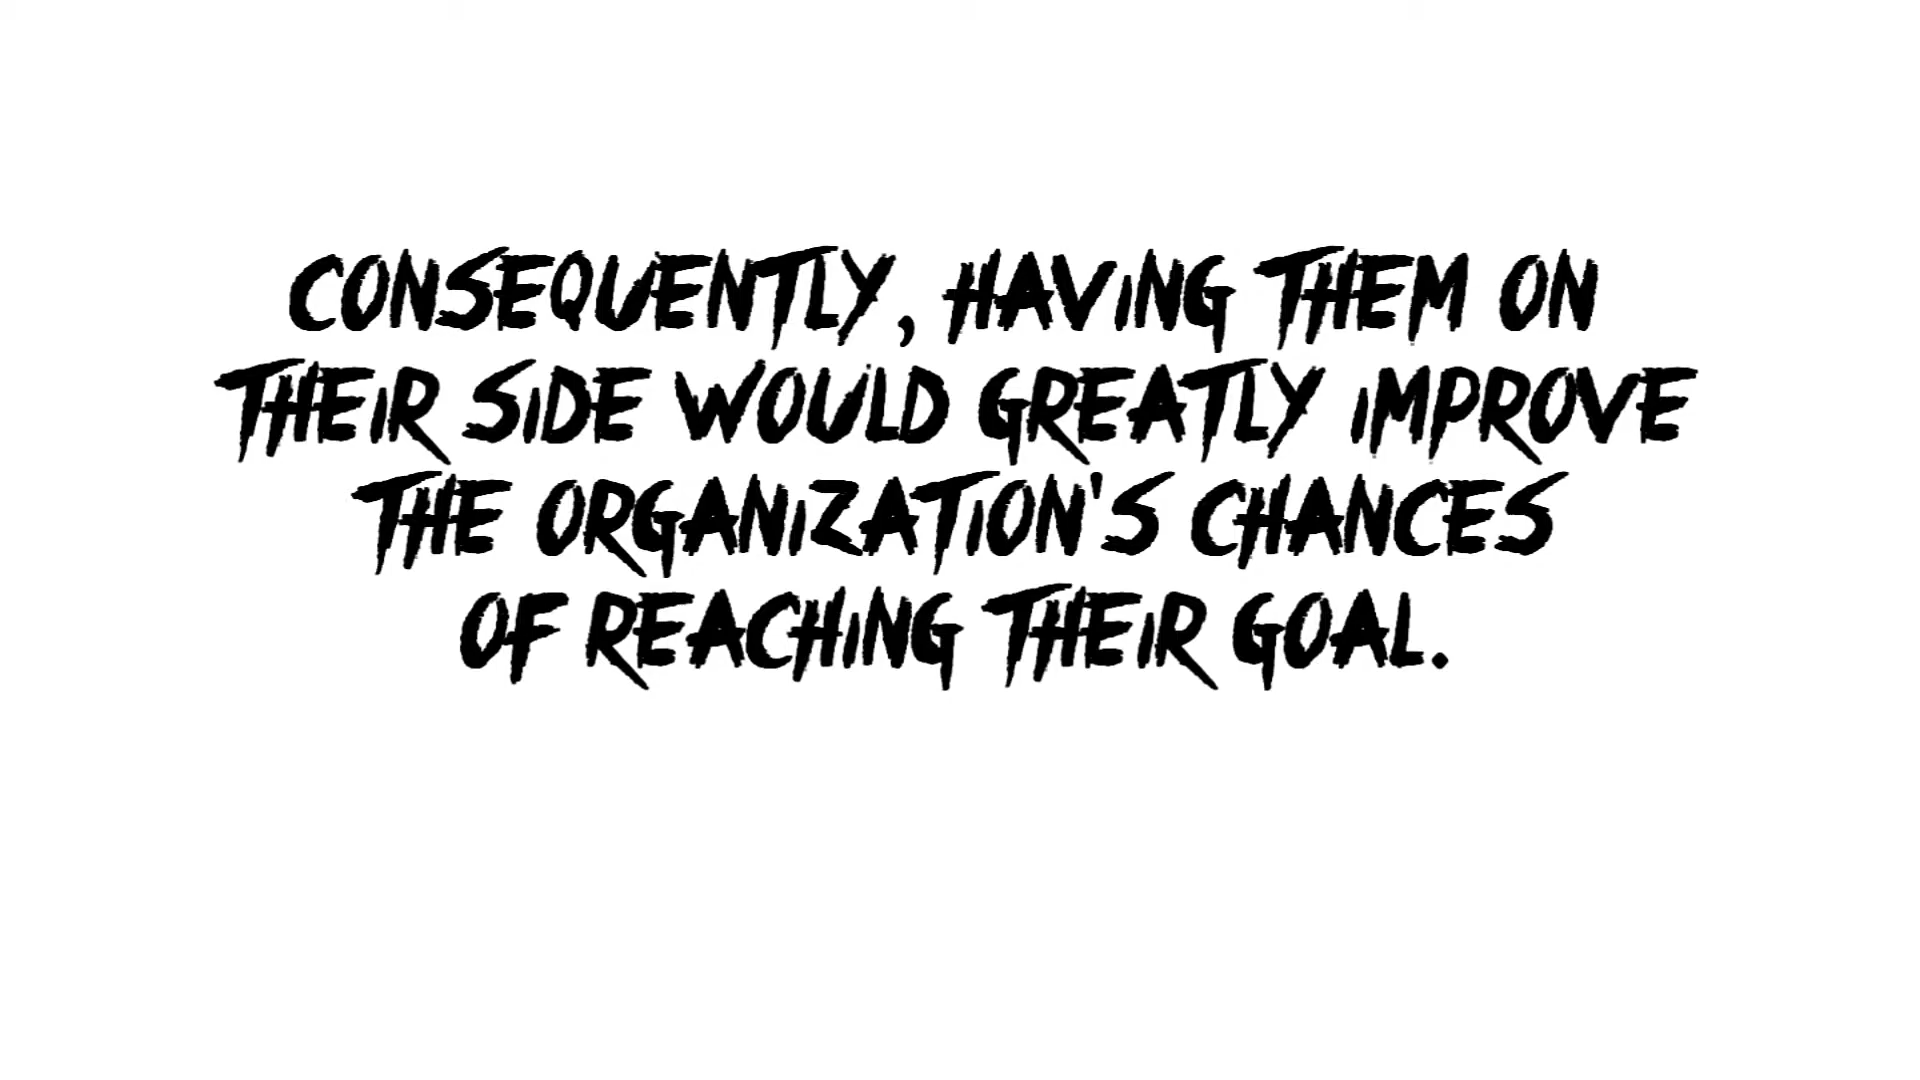 CONSEQUENTLY, HAVING THEM ON
THEIR SIDE WOULD GREATLY IMPROVE
THE ORGANIZATION'S CHANCES
OF REACHING THEIR GOAL.